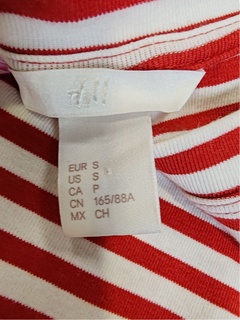 H&M
EUR S
US S
CA P
CN 165/88A
MX CH